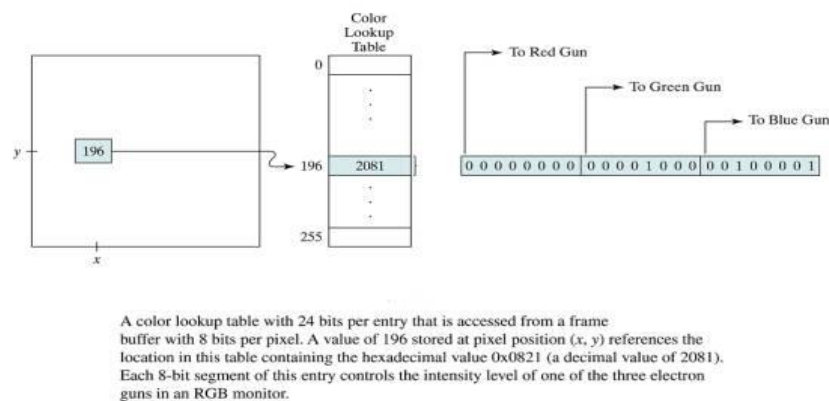 Color
Lookup
Table
0
To Red Gun
To Green Gun
To Blue Gun
y
196
196
2081
0 0 0 0 0 0 0 0 0 0 0 0 1 0 0 0 0 0 1 0 0 0 0 1
255
x
A color lookup table with 24 bits per entry that is accessed from a frame
buffer with 8 bits per pixel. A value of 196 stored at pixel position (x, y) references the
location in this table containing the hexadecimal value 0x0821 (a decimal value of 2081).
Each 8-bit segment of this entry controls the intensity level of one of the three electron
guns in an RGB monitor.